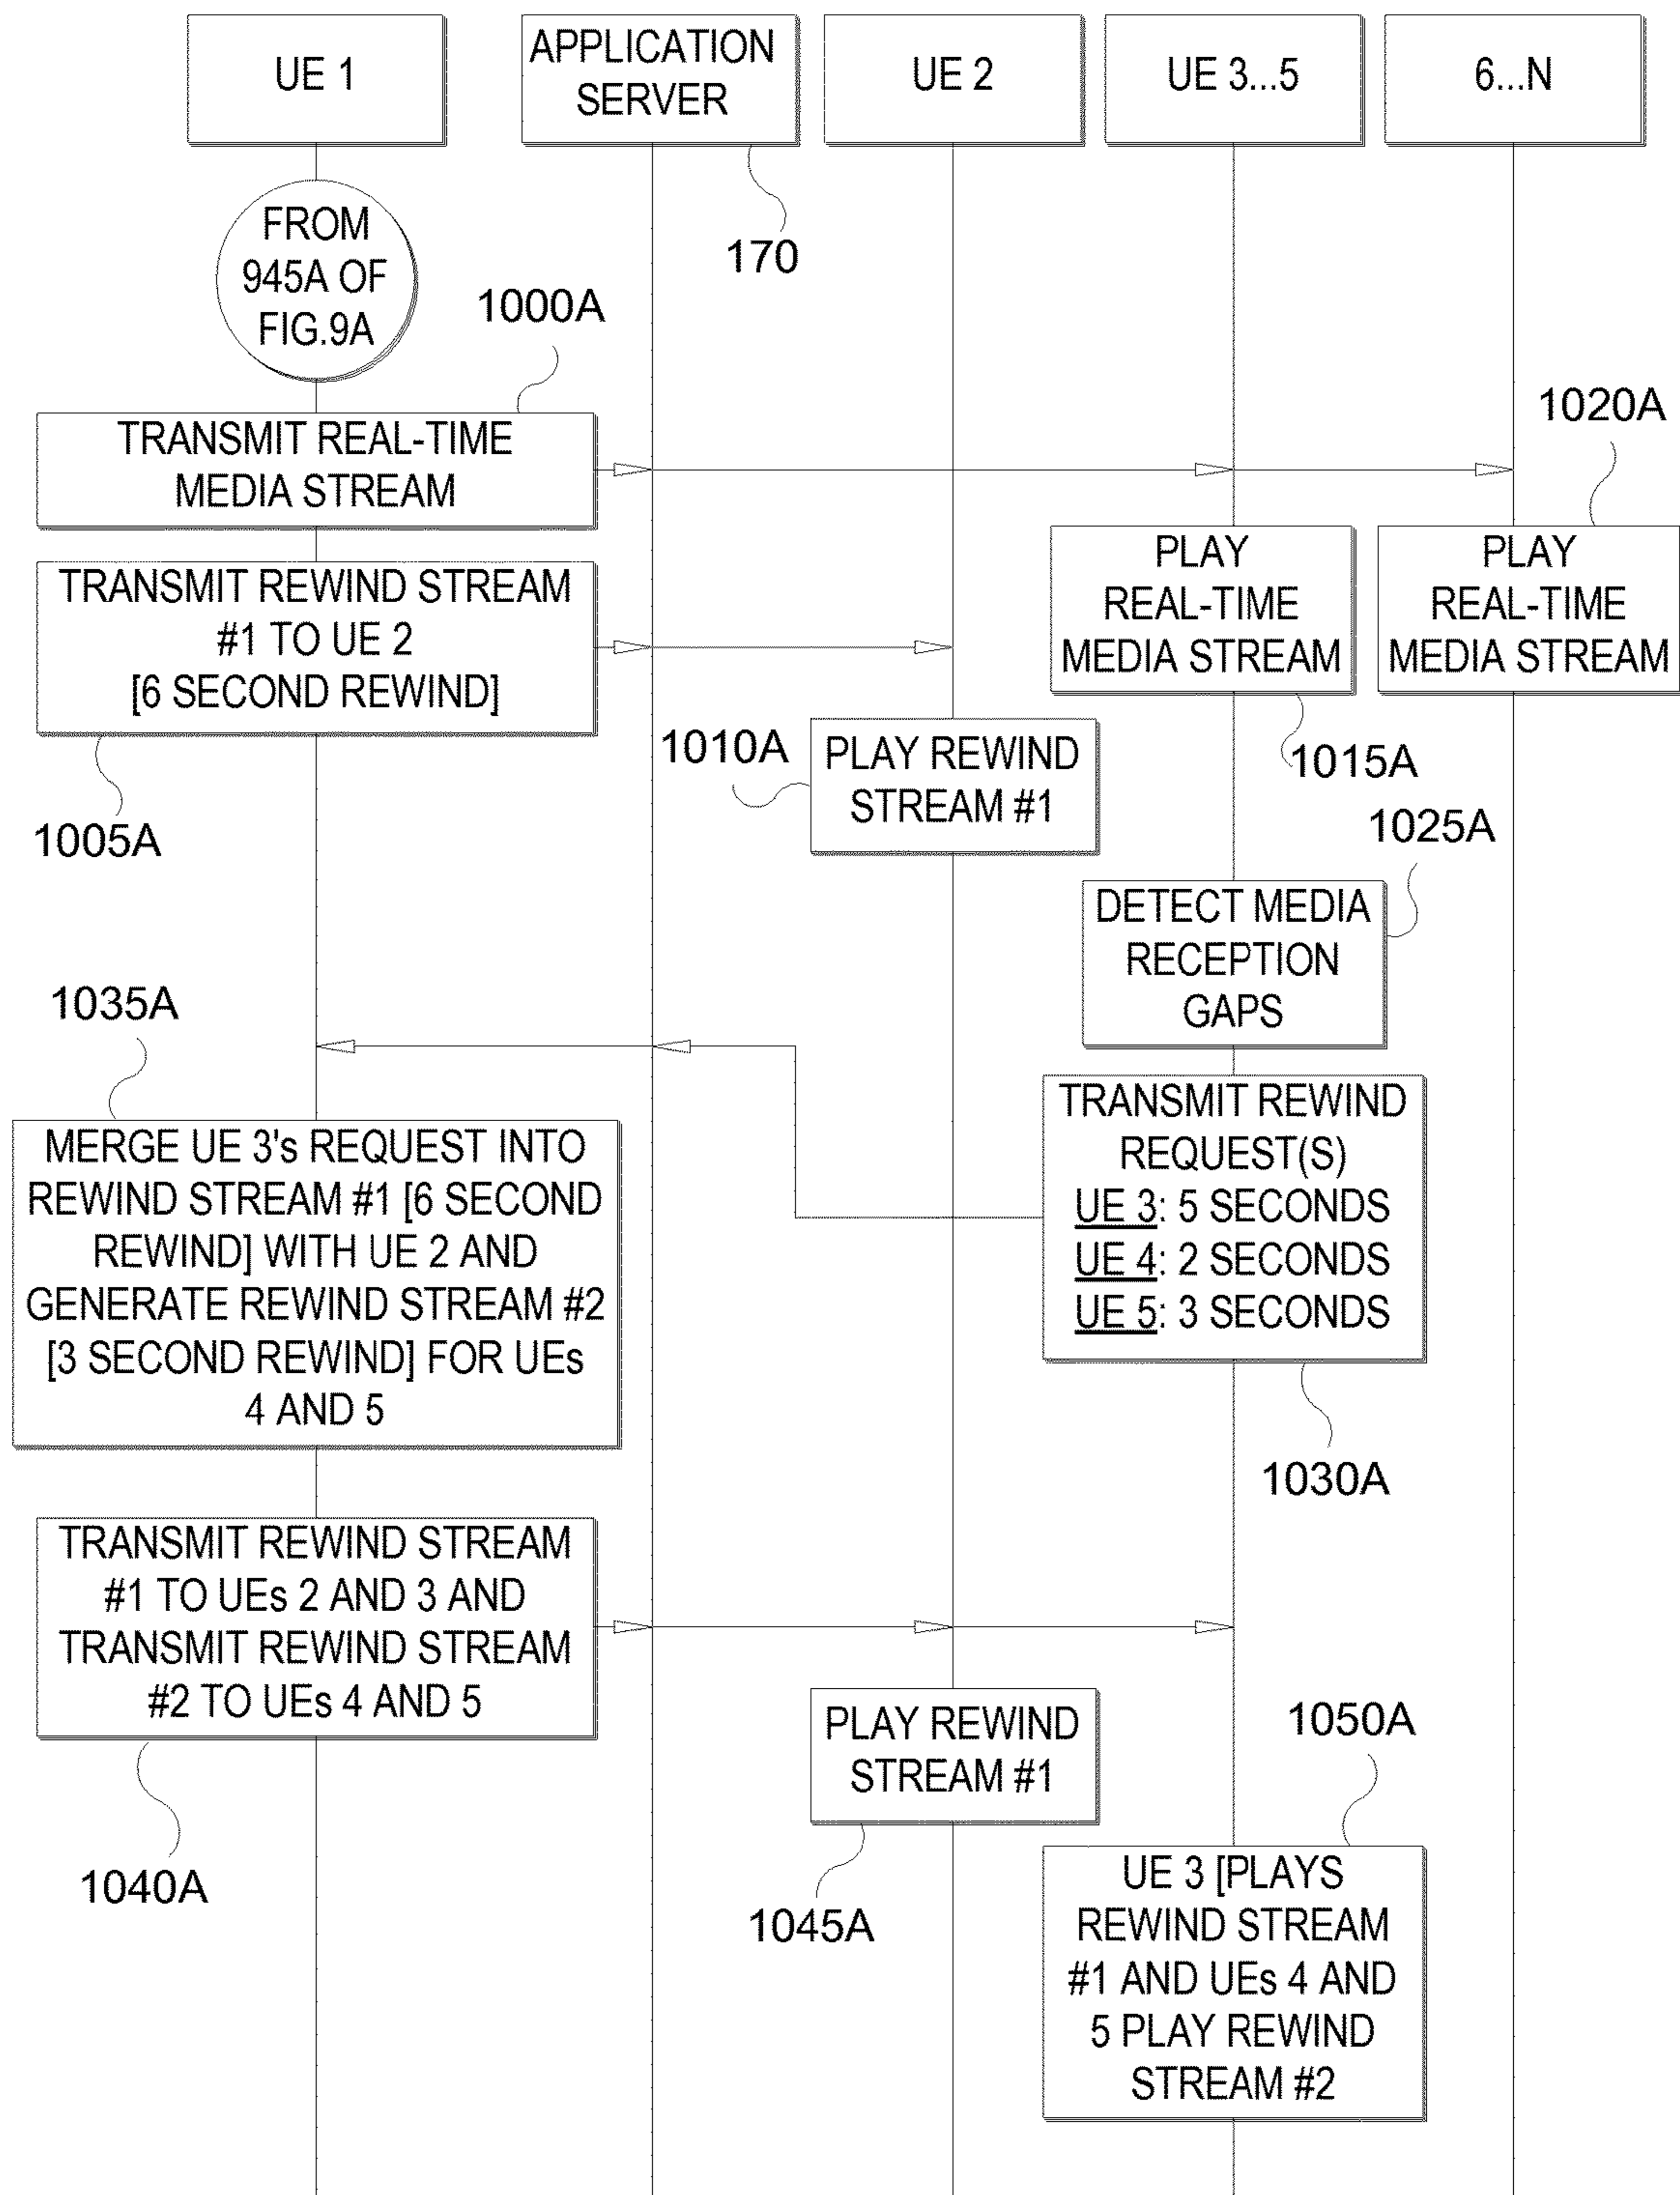 UE 1
APPLICATION
SERVER
UE 2
UE 3...5
6...N
170
FROM
945A OF
FIG.9A
1000A
TRANSMIT REAL-TIME
MEDIA STREAM
1020A
PLAY
REAL-TIME
MEDIA STREAM
1015A
PLAY
REAL-TIME
MEDIA STREAM
TRANSMIT REWIND STREAM
#1 TO UE 2
[6 SECOND REWIND]
1005A
1010A
PLAY REWIND
STREAM #1
1025A
DETECT MEDIA
RECEPTION
GAPS
1035A
MERGE UE 3's REQUEST INTO
REWIND STREAM #1 [6 SECOND
REWIND] WITH UE 2 AND
GENERATE REWIND STREAM #2
[3 SECOND REWIND] FOR UEs
4 AND 5
TRANSMIT REWIND
REQUEST(S)
UE 3: 5 SECONDS
UE 4: 2 SECONDS
UE 5: 3 SECONDS
1030A
TRANSMIT REWIND STREAM
#1 TO UEs 2 AND 3 AND
TRANSMIT REWIND STREAM
#2 TO UEs 4 AND 5
1040A
PLAY REWIND
STREAM #1
1045A
1050A
UE 3 [PLAYS
REWIND STREAM
#1 AND UEs 4 AND
5 PLAY REWIND
STREAM #2